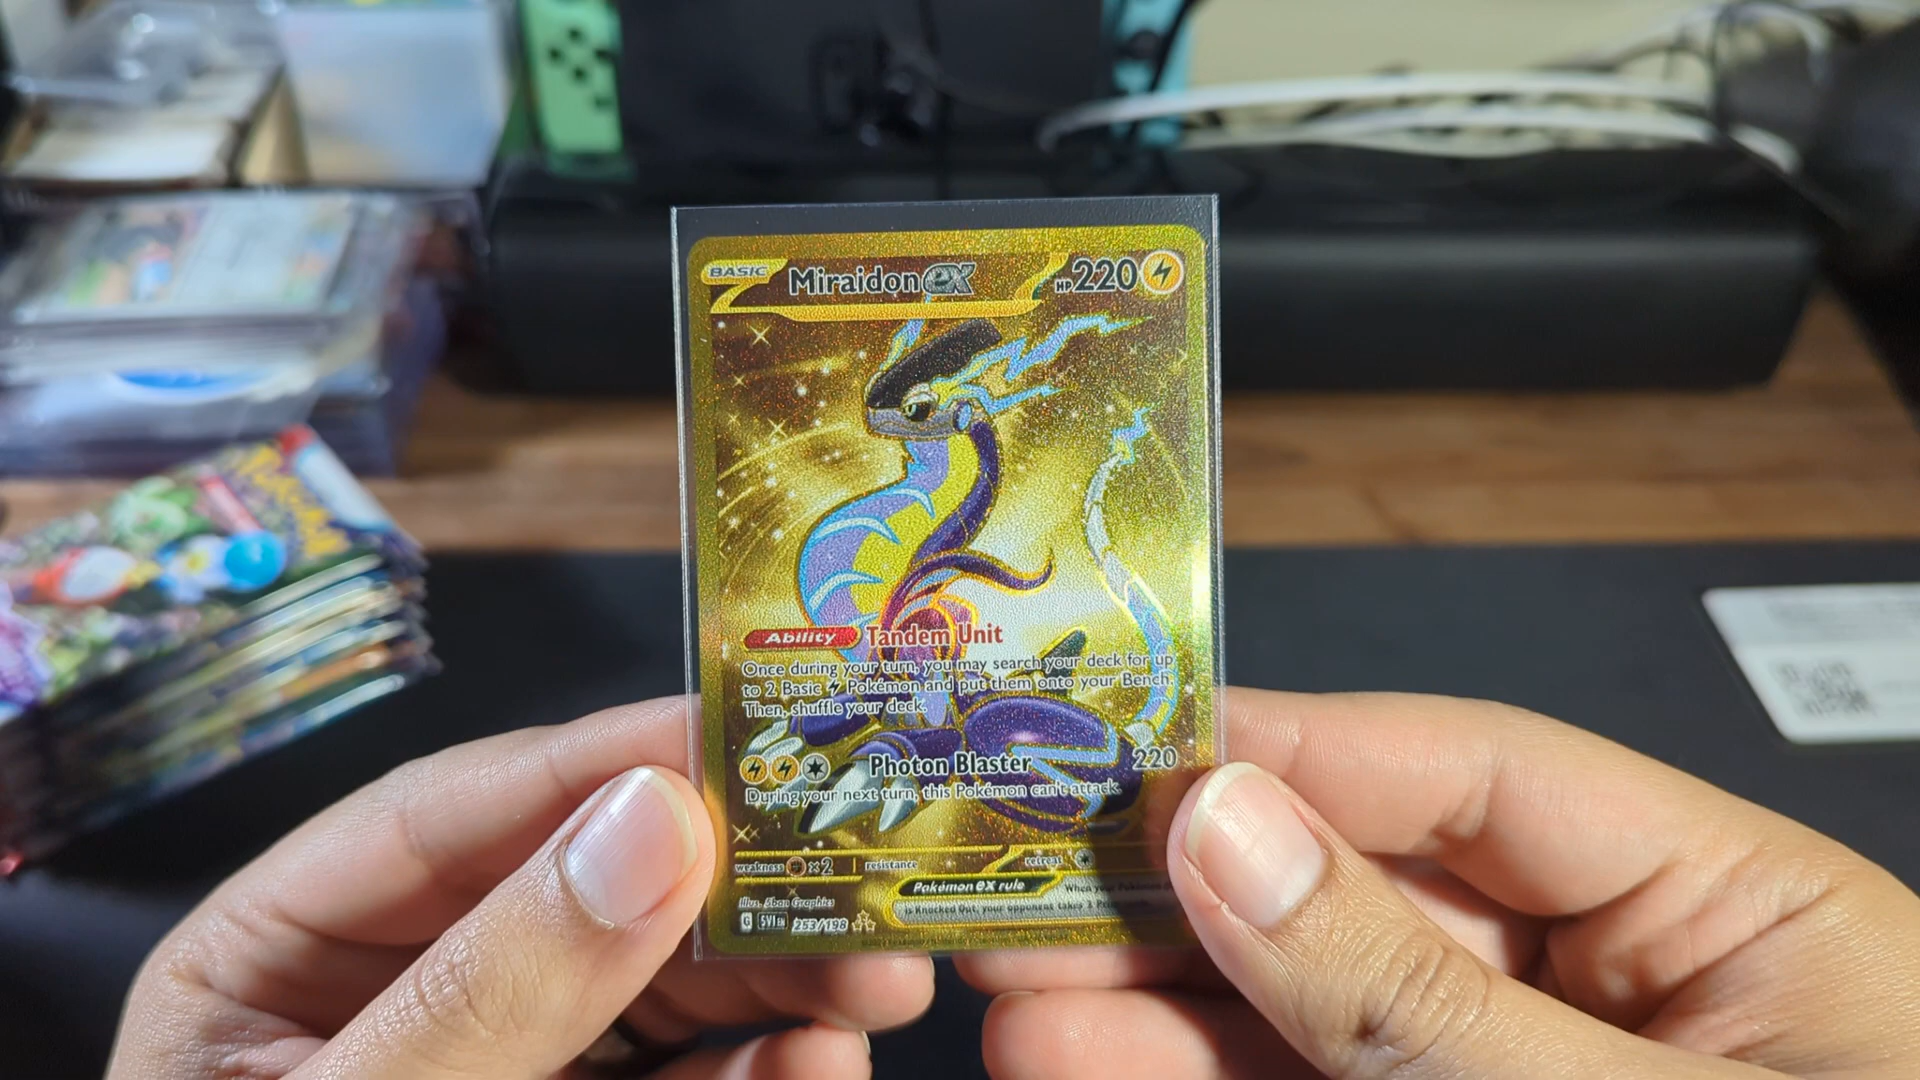 BASIC Miraidon ex HP 220
Ability Tandem Unit
Once during your turn, you may search your deck for up
to 2 Basic Pokémon and put them onto your Bench.
Then, shuffle your deck.
Photon Blaster 220
During your next turn, this Pokémon can't attack.
weakness ×2 resistance retreat
Pokémon ex rule When your Pokémon
is Knocked Out, your opponent takes 2 Prize
Illus. 5ban Graphics
G SVI EN 253/198
POKÉMON